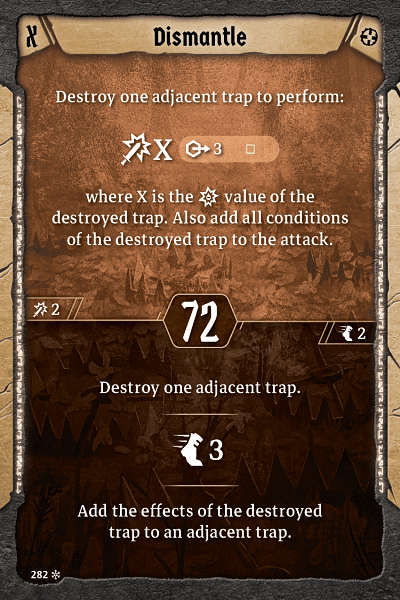 X
Dismantle
Destroy one adjacent trap to perform:
X 3
where X is the value of the
destroyed trap. Also add all conditions
of the destroyed trap to the attack.
2
72
2
Destroy one adjacent trap.
3
Add the effects of the destroyed
trap to an adjacent trap.
282